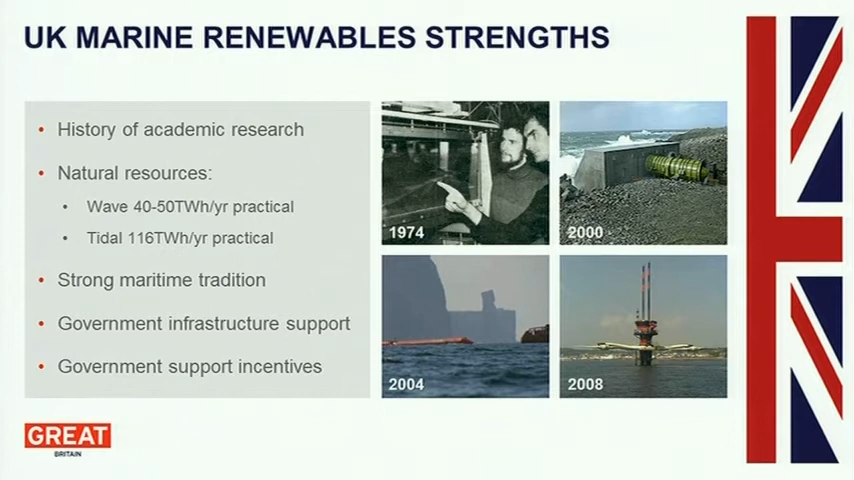 UK MARINE RENEWABLES STRENGTHS
• History of academic research
• Natural resources:
• Wave 40-50TWh/yr practical
• Tidal 116TWh/yr practical
• Strong maritime tradition
• Government infrastructure support
• Government support incentives
1974
2000
2004
2008
GREAT
BRITAIN